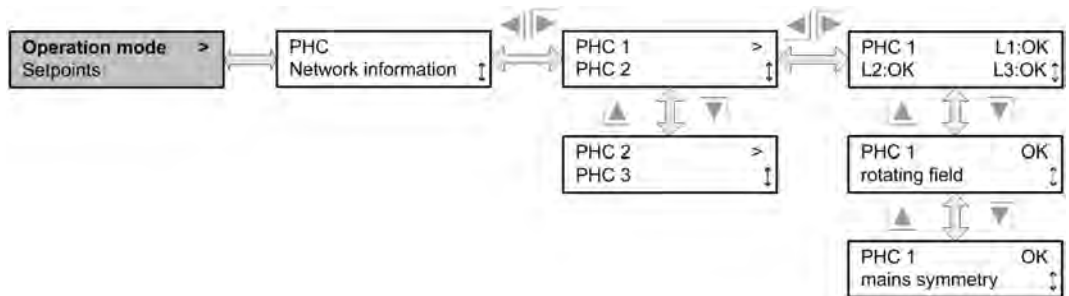 Operation mode >
Setpoints
PHC
Network information ↕
PHC 1 >
PHC 2 ↕
PHC 1 L1:OK
L2:OK L3:OK ↕
PHC 2 >
PHC 3 ↕
PHC 1 OK
rotating field ↕
PHC 1 OK
mains symmetry ↕